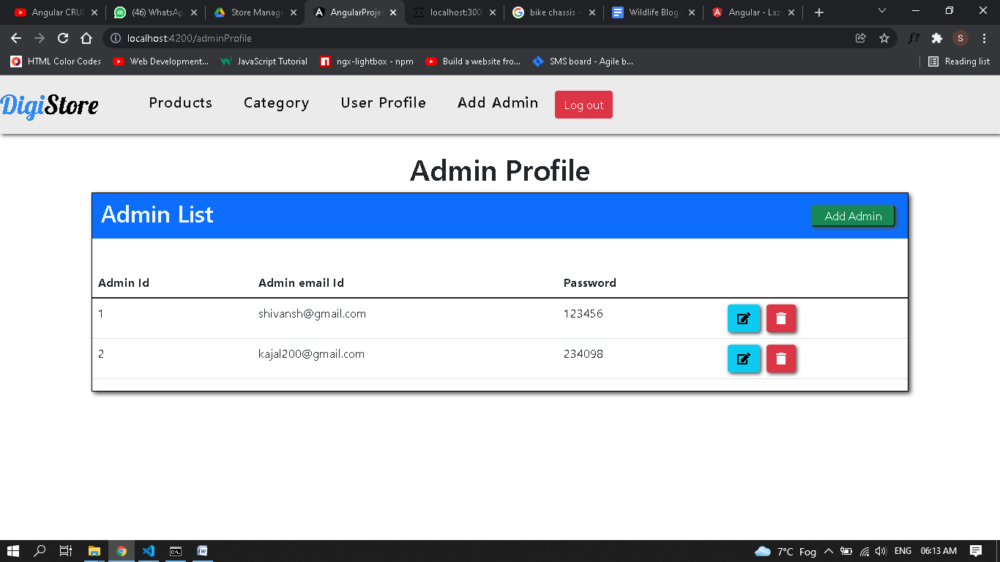 Angular CRU
(46) WhatsAp
Store Manage
AngularProje
localhost:300
bike chassis -
Wildlife Blog-
Angular - Laz
localhost:4200/adminProfile
S
HTML Color Codes
Web Development...
JavaScript Tutorial
ngx-lightbox - npm
Build a website fro...
SMS board - Agile b...
Reading list
DigiStore
Products
Category
User Profile
Add Admin
Log out
Admin Profile
Admin List
Add Admin
Admin Id Admin email Id Password
1 shivansh@gmail.com 123456
2 kajal200@gmail.com 234098
7°C Fog
ENG
06:13 AM